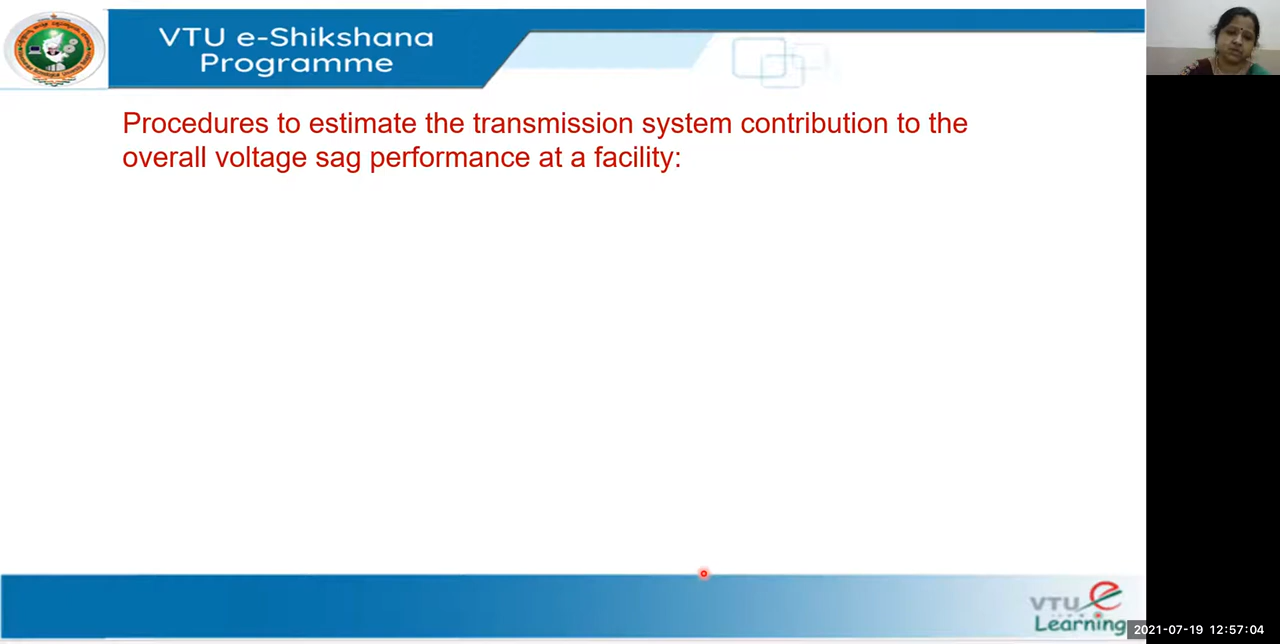 VTU e-Shikshana
Programme
Procedures to estimate the transmission system contribution to the
overall voltage sag performance at a facility:
VTU e
Learning
2021-07-19 12:57:04